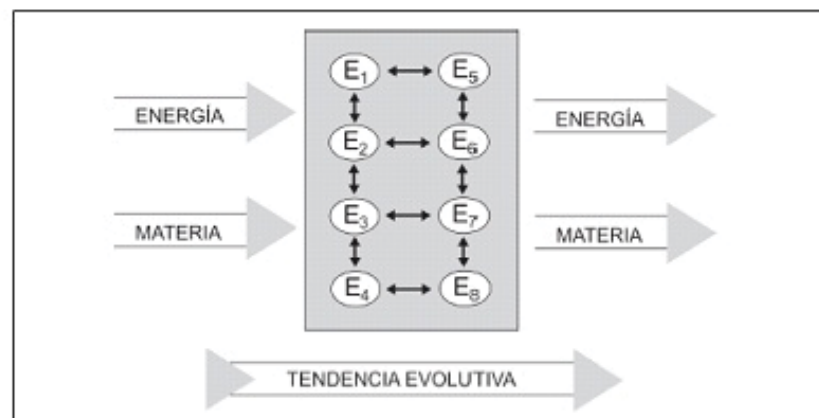 E1 E5
ENERGÍA ENERGÍA
E2 E6
E3 E7
MATERIA MATERIA
E4 E8
TENDENCIA EVOLUTIVA